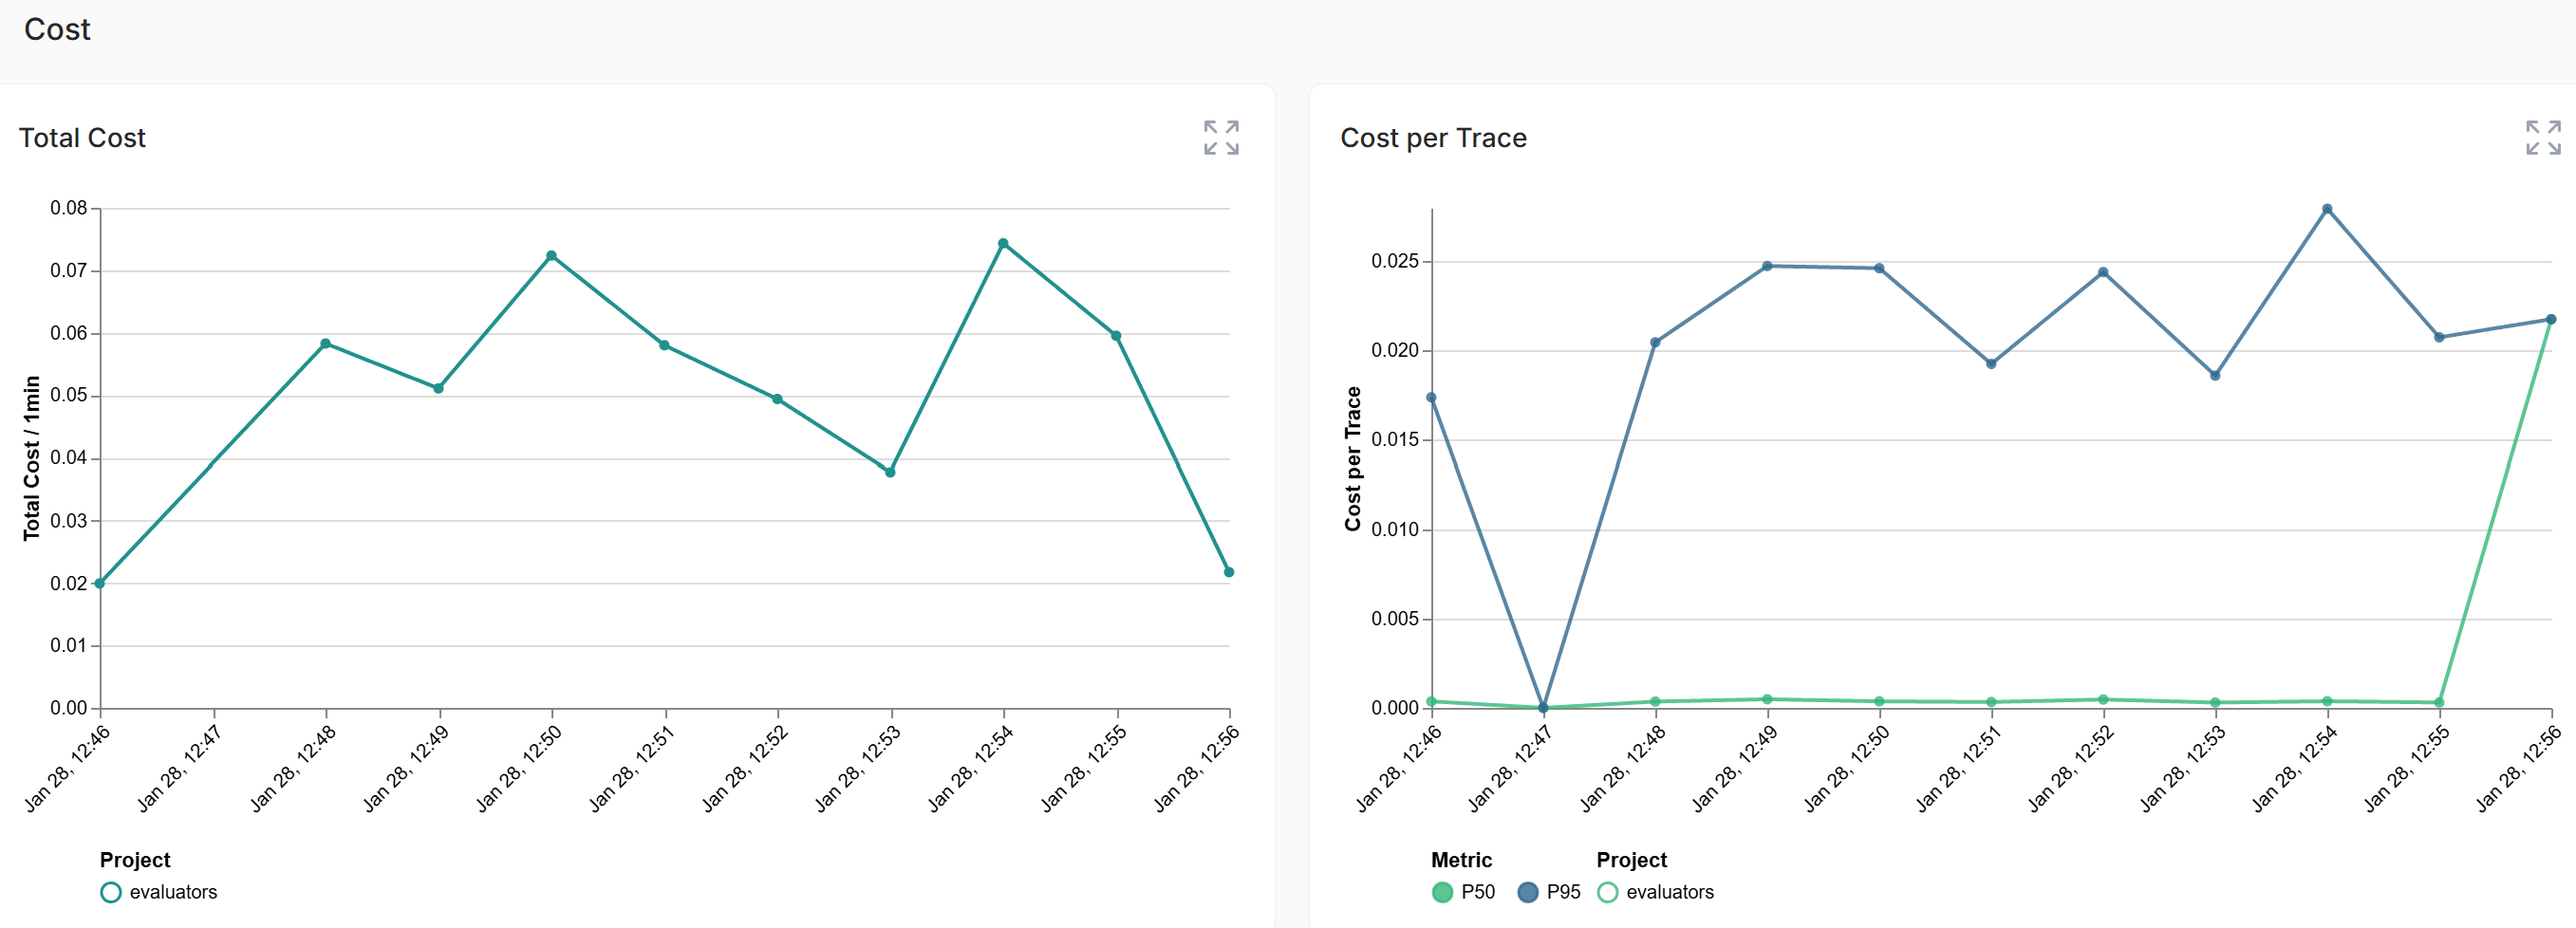 Cost
Total Cost
0.08
0.07
0.06
0.05
0.04
0.03
0.02
0.01
0.00
Total Cost / 1min
Jan 28, 12:46
Jan 28, 12:47
Jan 28, 12:48
Jan 28, 12:49
Jan 28, 12:50
Jan 28, 12:51
Jan 28, 12:52
Jan 28, 12:53
Jan 28, 12:54
Jan 28, 12:55
Jan 28, 12:56
Project
evaluators
Cost per Trace
0.025
0.020
0.015
0.010
0.005
0.000
Cost per Trace
Jan 28, 12:46
Jan 28, 12:47
Jan 28, 12:48
Jan 28, 12:49
Jan 28, 12:50
Jan 28, 12:51
Jan 28, 12:52
Jan 28, 12:53
Jan 28, 12:54
Jan 28, 12:55
Jan 28, 12:56
Metric
P50 P95
Project
evaluators